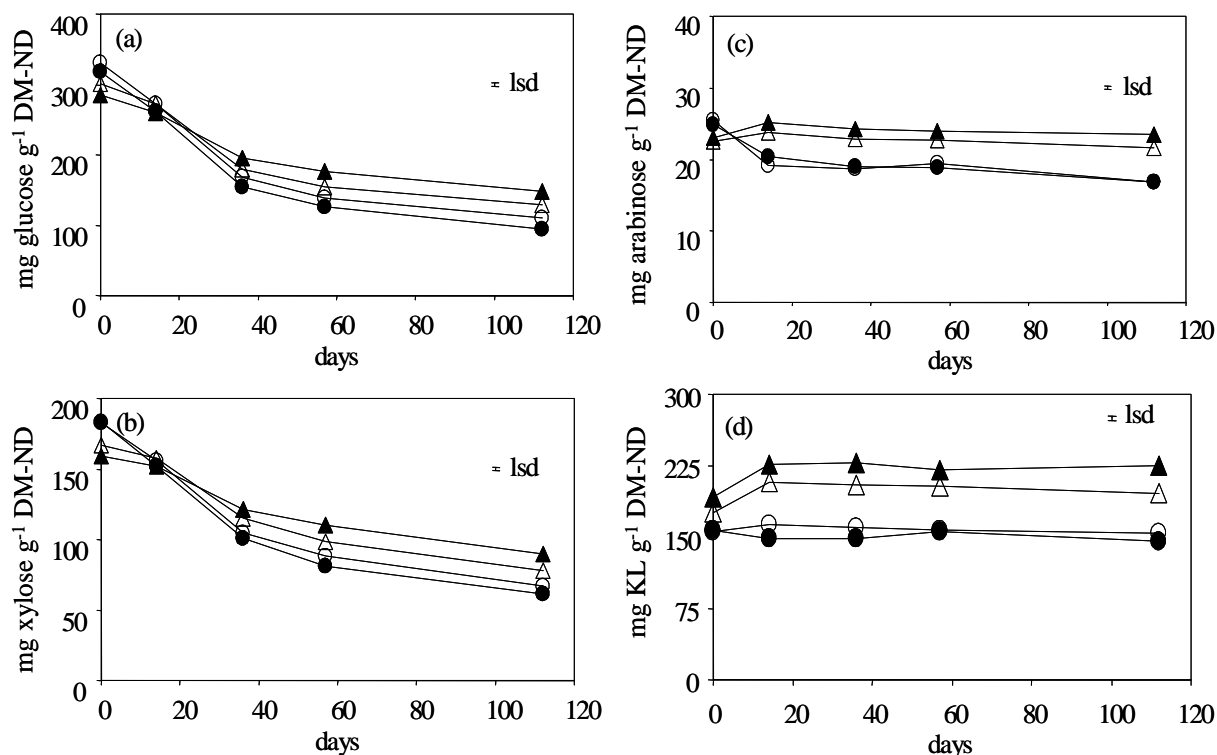 (a)
mg glucose g⁻¹ DM-ND
400
300
200
100
0
lsd
0 20 40 60 80 100 120
days
(c)
mg arabinose g⁻¹ DM-ND
40
30
20
10
0
lsd
0 20 40 60 80 100 120
days
(b)
mg xylose g⁻¹ DM-ND
200
150
100
50
0
lsd
0 20 40 60 80 100 120
days
(d)
mg KL g⁻¹ DM-ND
300
225
150
75
0
lsd
0 20 40 60 80 100 120
days